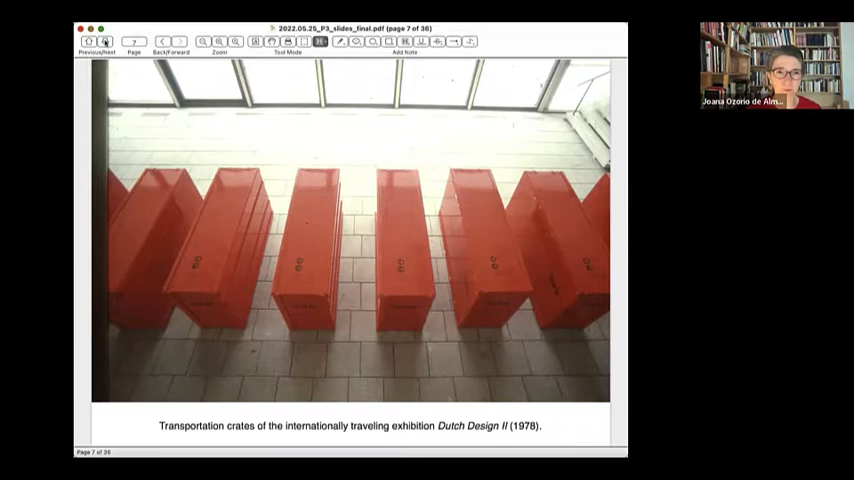 2022.05.25_P3_slides_final.pdf (page 7 of 36)
Previous/Next
Page
Back/Forward
Zoom
Tool Mode
Add Note
7
Joana Ozorio de Alm...
Transportation crates of the internationally traveling exhibition Dutch Design II (1978).
Page 7 of 36